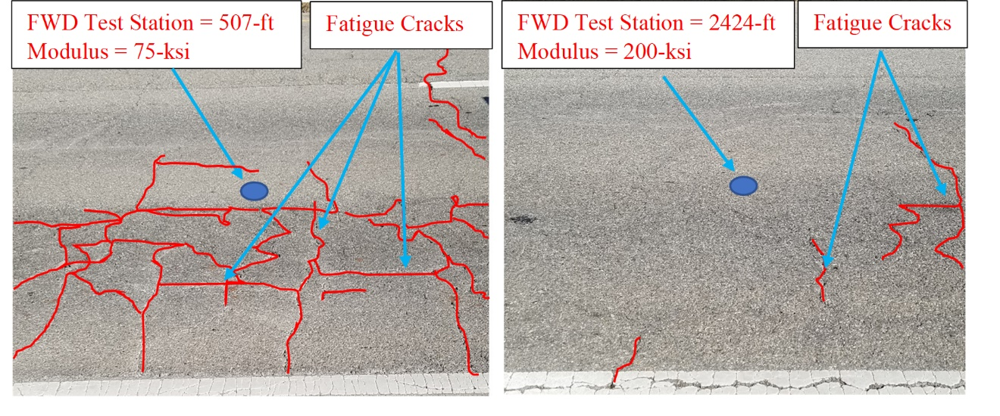 FWD Test Station = 507-ft
Modulus = 75-ksi
Fatigue Cracks
FWD Test Station = 2424-ft
Modulus = 200-ksi
Fatigue Cracks